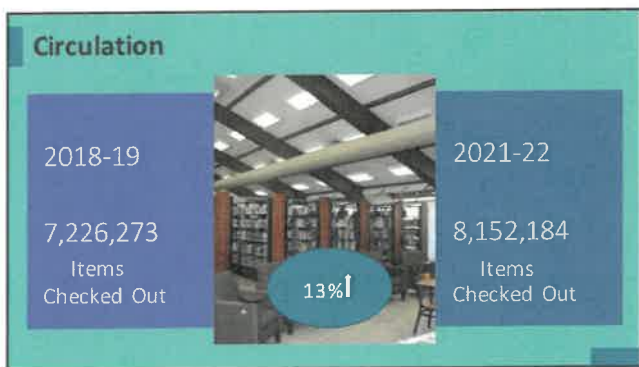 Circulation
2018-19
7,226,273
Items
Checked Out
13%↑
2021-22
8,152,184
Items
Checked Out